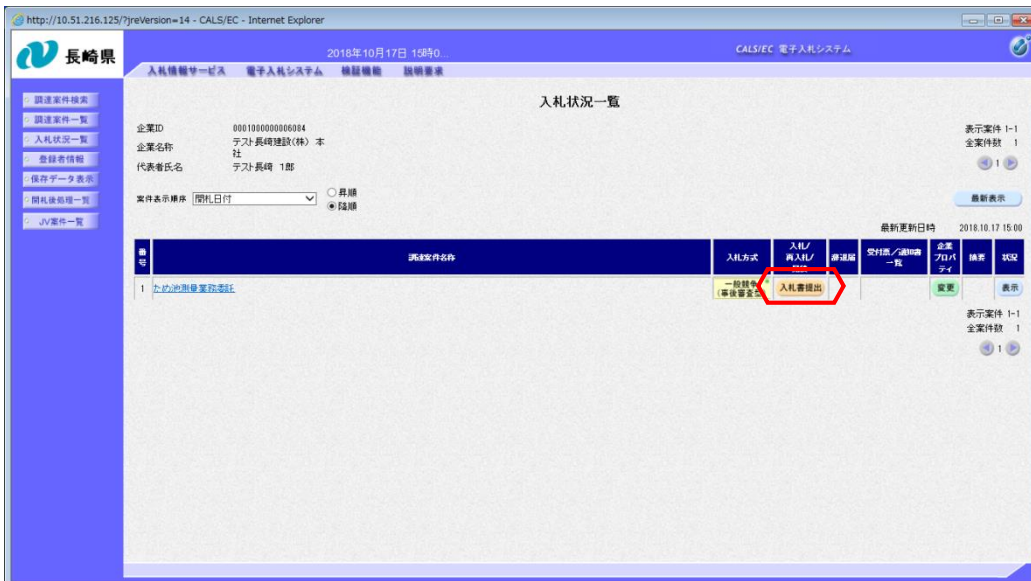 http://10.51.216.125/?jreVersion=14 - CALS/EC - Internet Explorer
長崎県
2018年10月17日 15時0...
CALS/EC 電子入札システム
入札情報サービス 電子入札システム 検証機能 説明要求
調達案件検索
調達案件一覧
入札状況一覧
登録者情報
保存データ表示
開札後処理一覧
JV案件一覧
入札状況一覧
企業ID 0001000000006084
企業名称 テスト長崎建設(株) 本社
代表者氏名 テスト長崎 1郎
表示案件 1-1
全案件数 1
1
案件表示順序 開札日付
昇順
降順
最新表示
最新更新日時 2018.10.17 15:00
番号 調達案件名称 入札方式 入札/再入札/ 辞退届 受付票/通知書一覧 企業プロパティ 摘要 状況
1 ため池測量業務委託 一般競争(事後審査型) 入札書提出 変更 表示
表示案件 1-1
全案件数 1
1